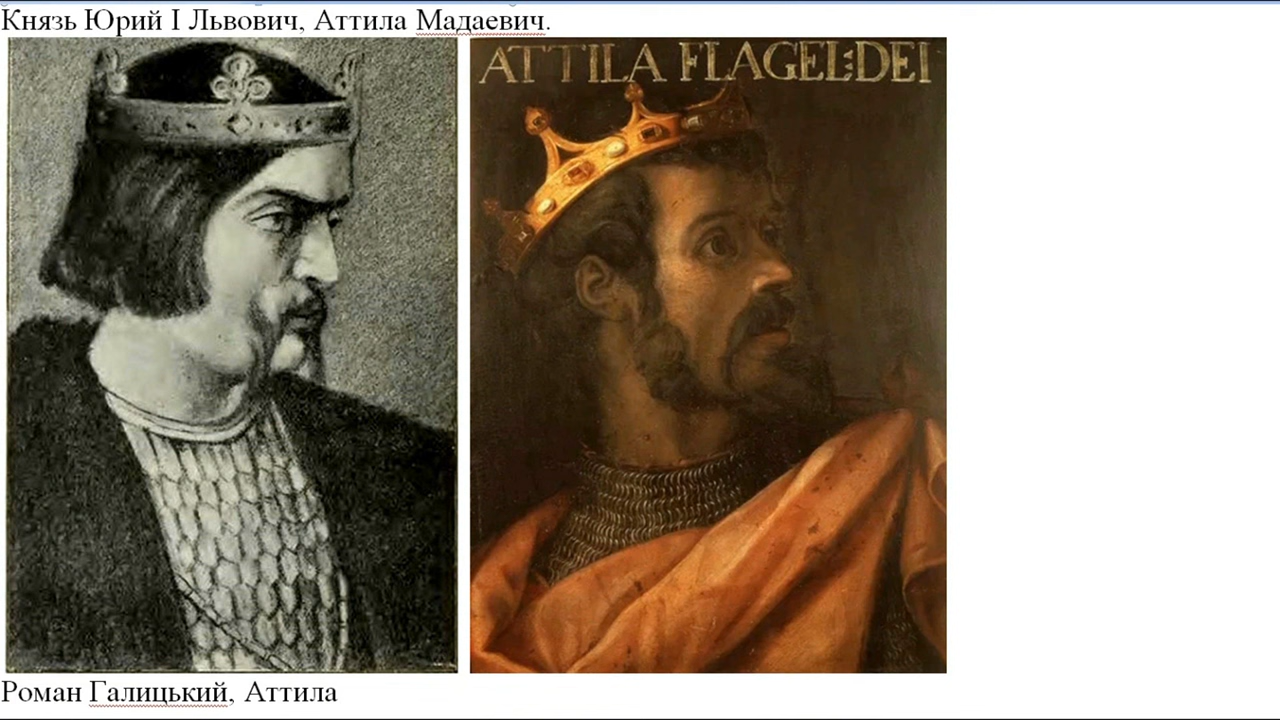 Князь Юрий І Львович, Аттила Мадаевич.
ATTILA FLAGEL:DEI
Роман Галицький, Аттила